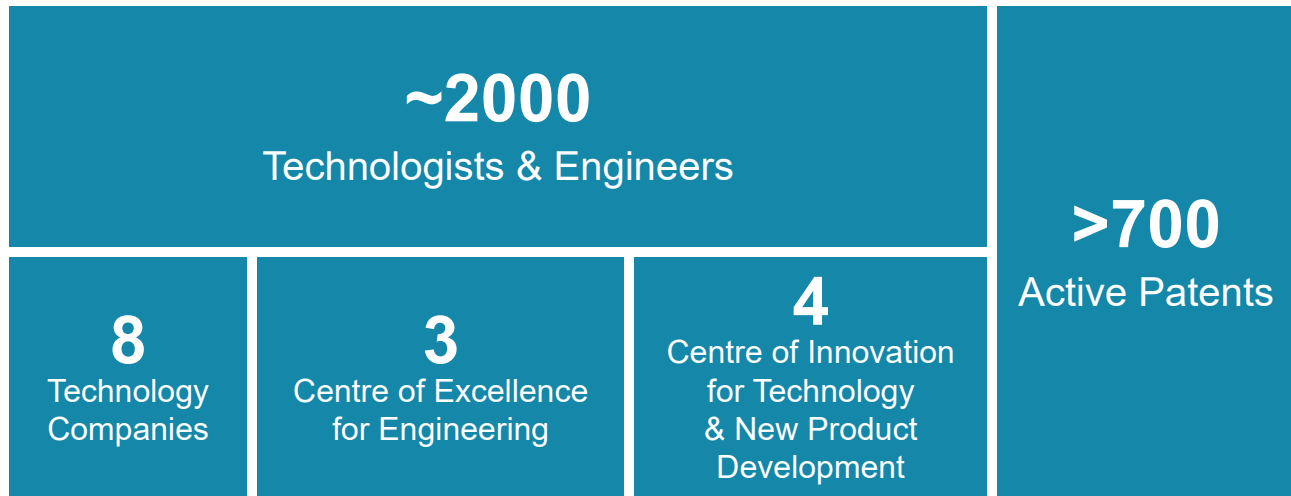 ~2000
Technologists & Engineers
>700
Active Patents
8
Technology
Companies
3
Centre of Excellence
for Engineering
4
Centre of Innovation
for Technology
& New Product
Development